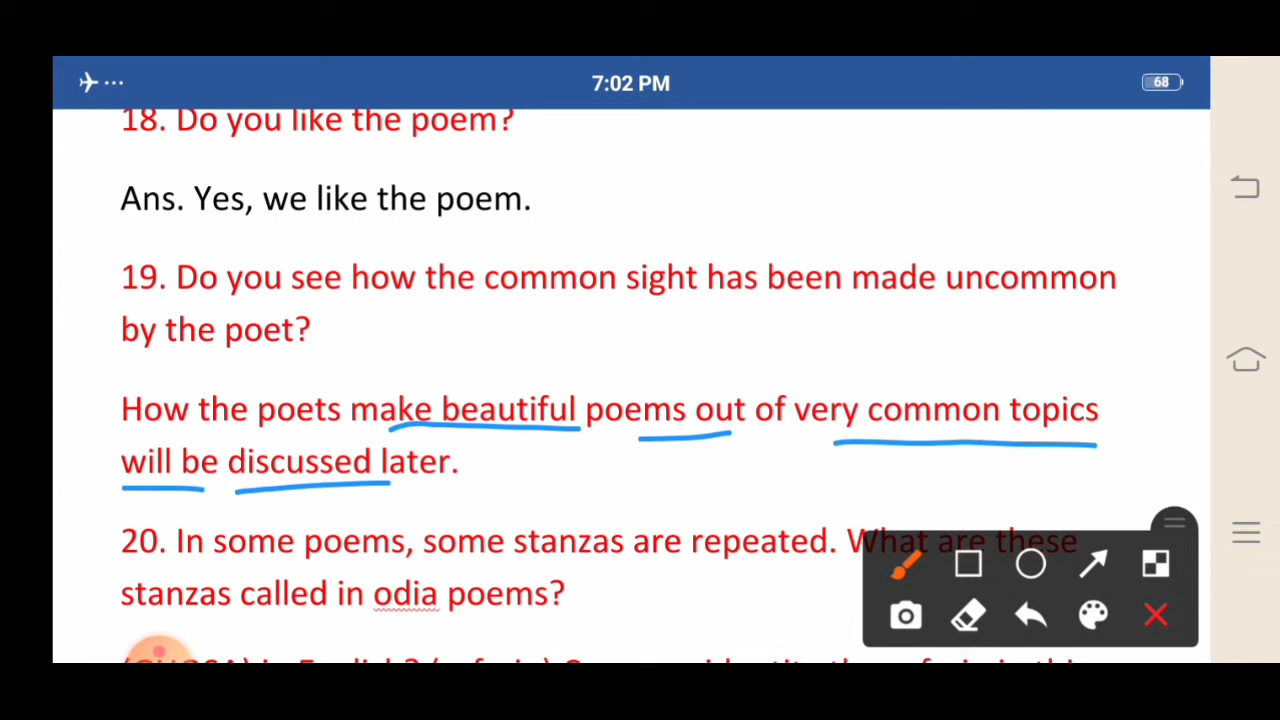 7:02 PM
68
18. Do you like the poem?
Ans. Yes, we like the poem.
19. Do you see how the common sight has been made uncommon
by the poet?
How the poets make beautiful poems out of very common topics
will be discussed later.
20. In some poems, some stanzas are repeated. What are these
stanzas called in odia poems?